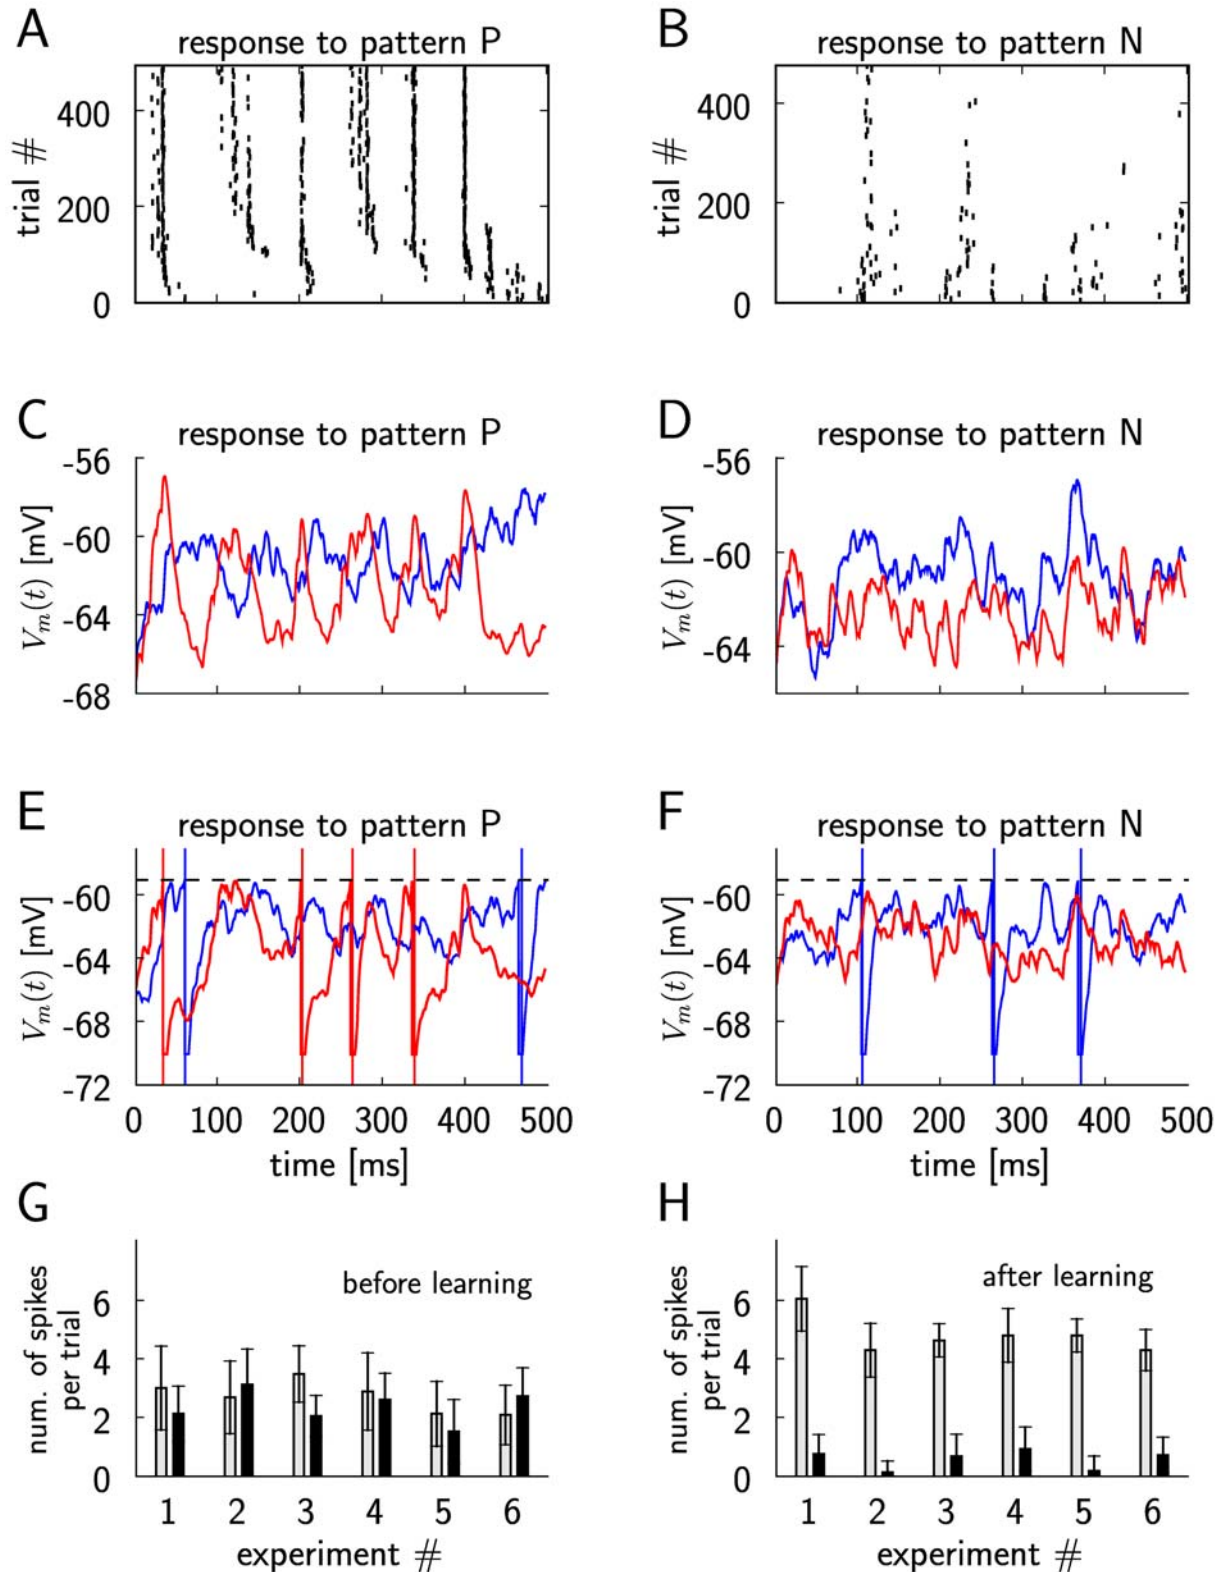 A
response to pattern P
trial #
400
200
0
B
response to pattern N
trial #
400
200
0
C
response to pattern P
V_m(t) [mV]
-56
-60
-64
-68
D
response to pattern N
V_m(t) [mV]
-56
-60
-64
E
response to pattern P
V_m(t) [mV]
-60
-64
-68
-72
0 100 200 300 400 500
time [ms]
F
response to pattern N
V_m(t) [mV]
-60
-64
-68
-72
0 100 200 300 400 500
time [ms]
G
before learning
num. of spikes
per trial
6
4
2
0
1 2 3 4 5 6
experiment #
H
after learning
num. of spikes
per trial
6
4
2
0
1 2 3 4 5 6
experiment #